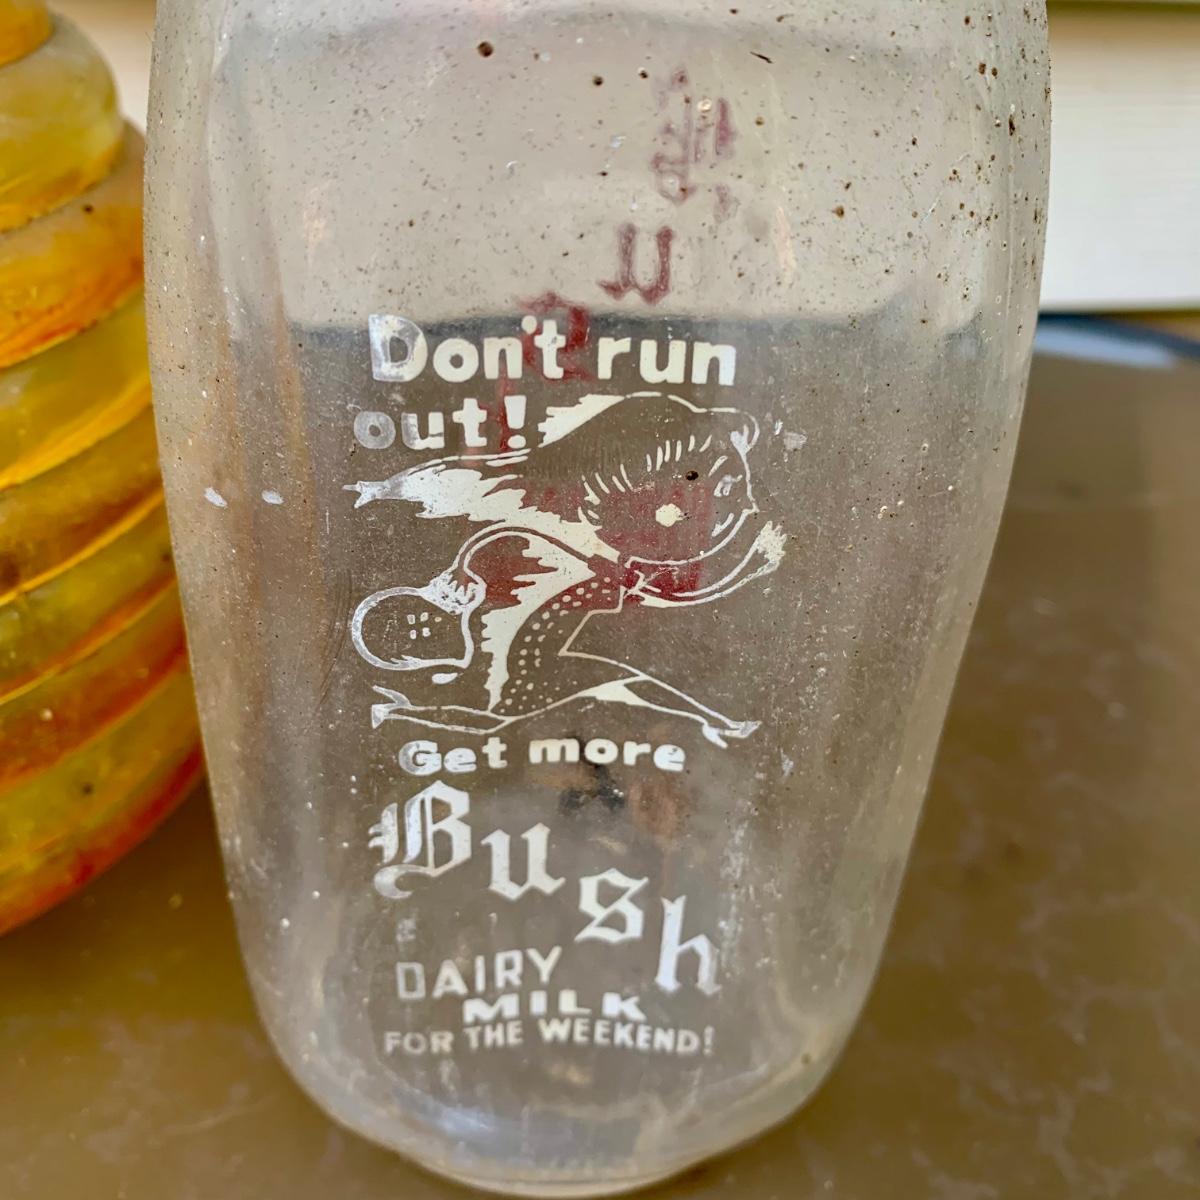 Don't run
out!
Get more
Bush
DAIRY
MILK
FOR THE WEEKEND!